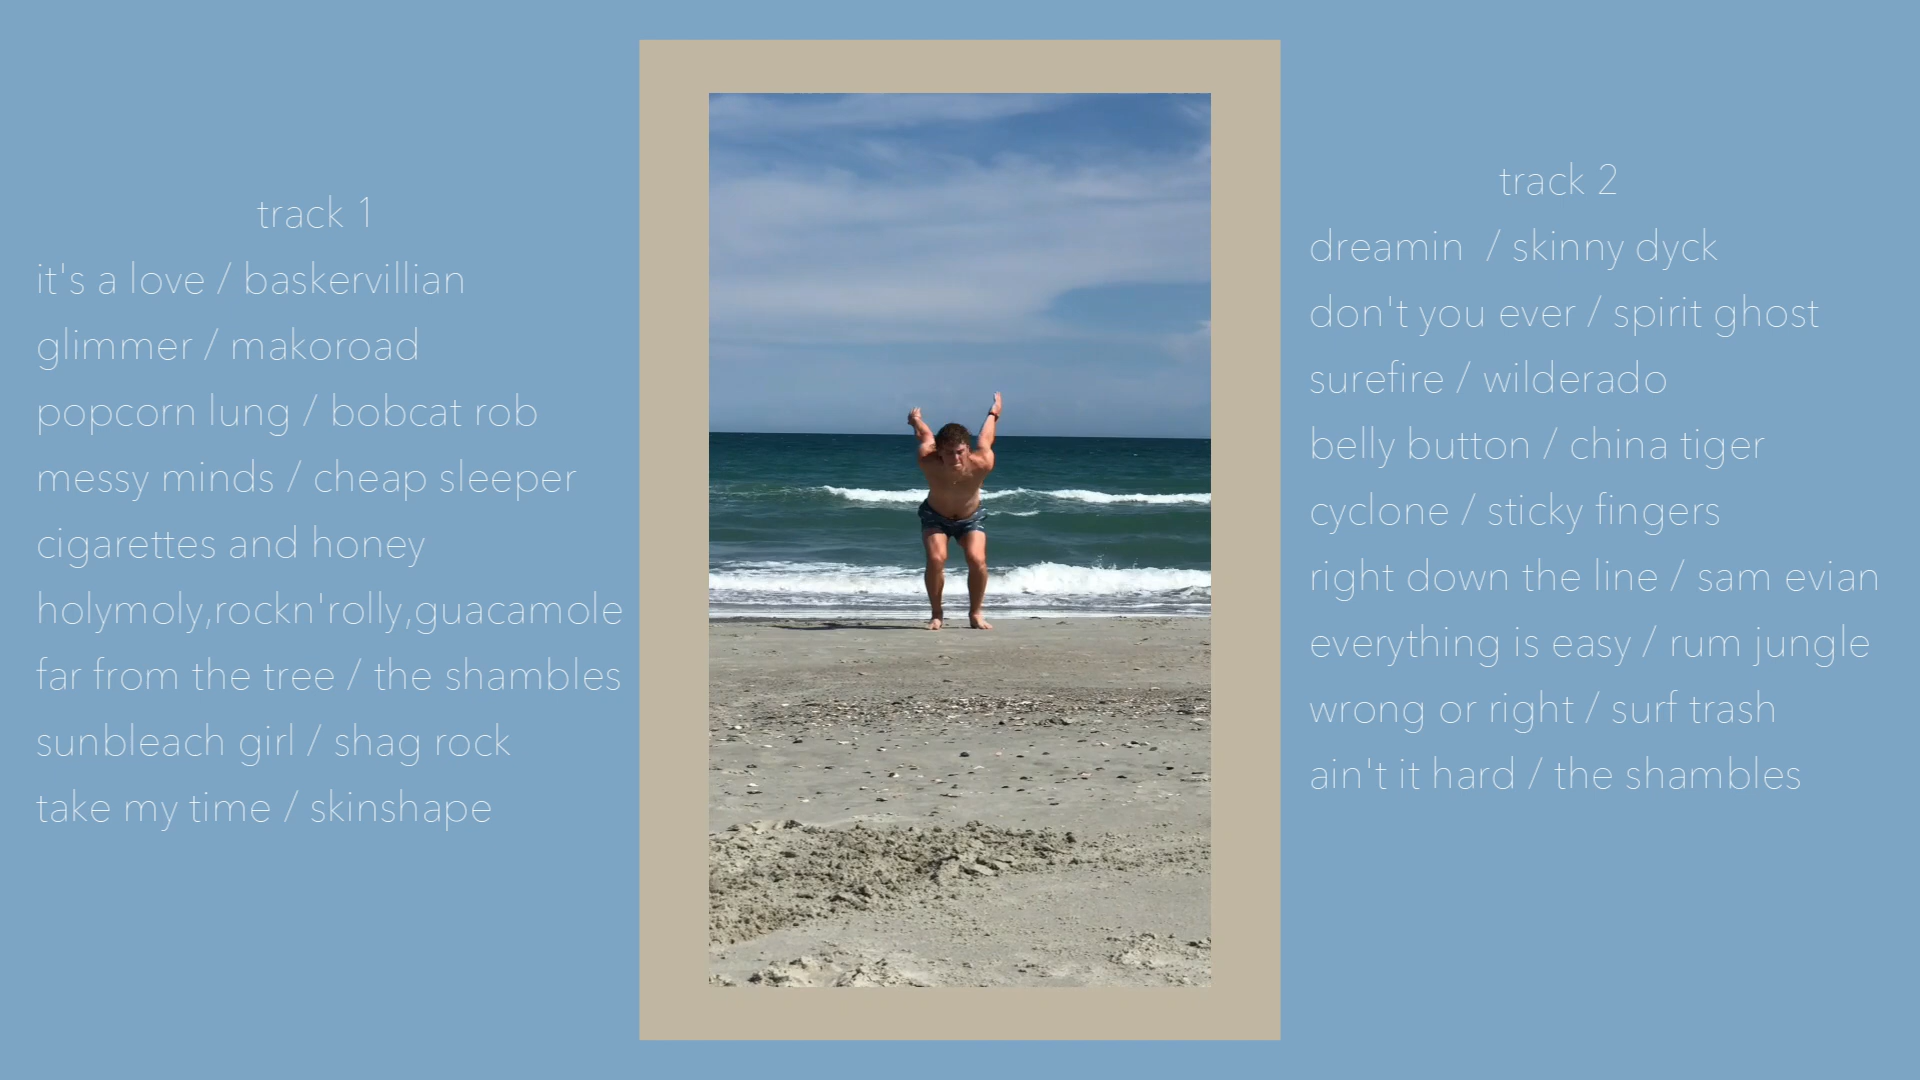 track 1
it's a love / baskervillian
glimmer / makoroad
popcorn lung / bobcat rob
messy minds / cheap sleeper
cigarettes and honey
holymoly,rockn'rolly,guacamole
far from the tree / the shambles
sunbleach girl / shag rock
take my time / skinshape
track 2
dreamin  / skinny dyck
don't you ever / spirit ghost
surefire / wilderado
belly button / china tiger
cyclone / sticky fingers
right down the line / sam evian
everything is easy / rum jungle
wrong or right / surf trash
ain't it hard / the shambles